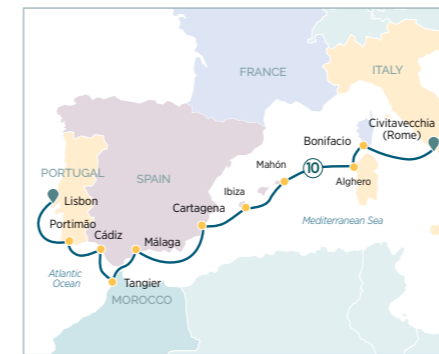 FRANCE
ITALY
Civitavecchia
(Rome)
Bonifacio
Mahón
10
Alghero
PORTUGAL
SPAIN
Ibiza
Lisbon
Cartagena
Portimão
Mediterranean Sea
Cádiz
Málaga
Atlantic
Ocean
Tangier
MOROCCO